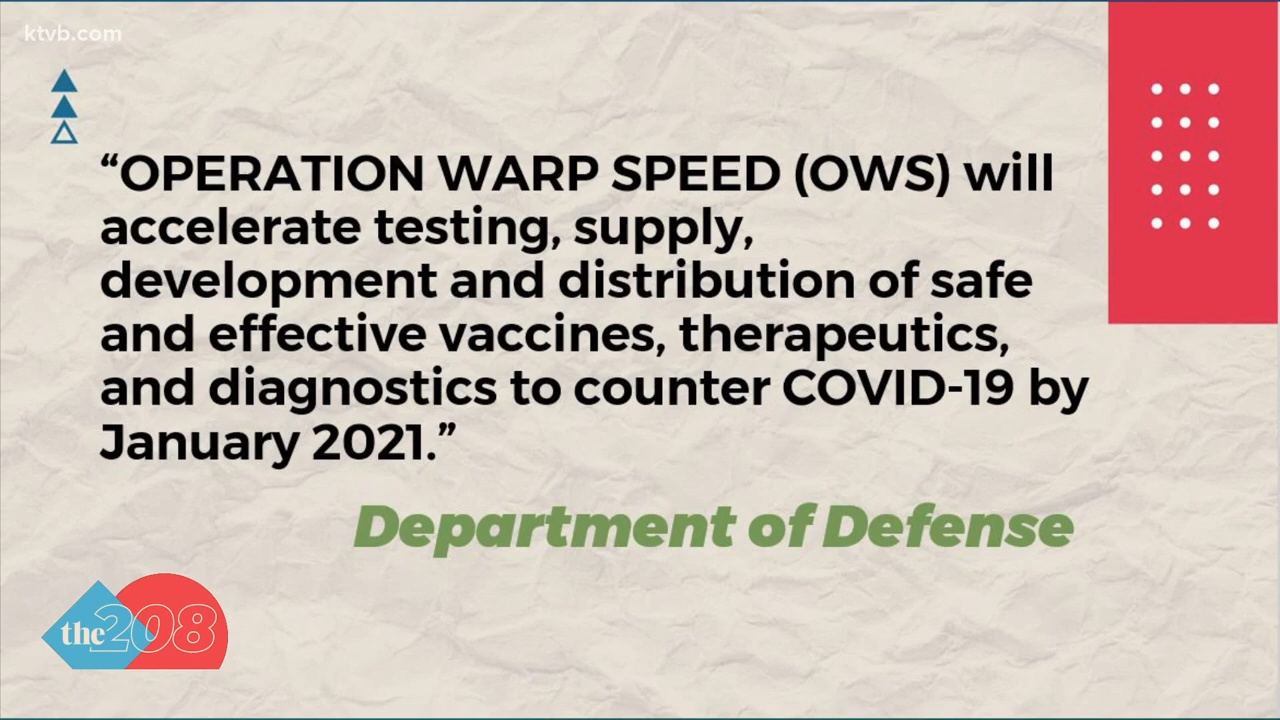 ktvb.com
“OPERATION WARP SPEED (OWS) will
accelerate testing, supply,
development and distribution of safe
and effective vaccines, therapeutics,
and diagnostics to counter COVID-19 by
January 2021.”
Department of Defense
the208